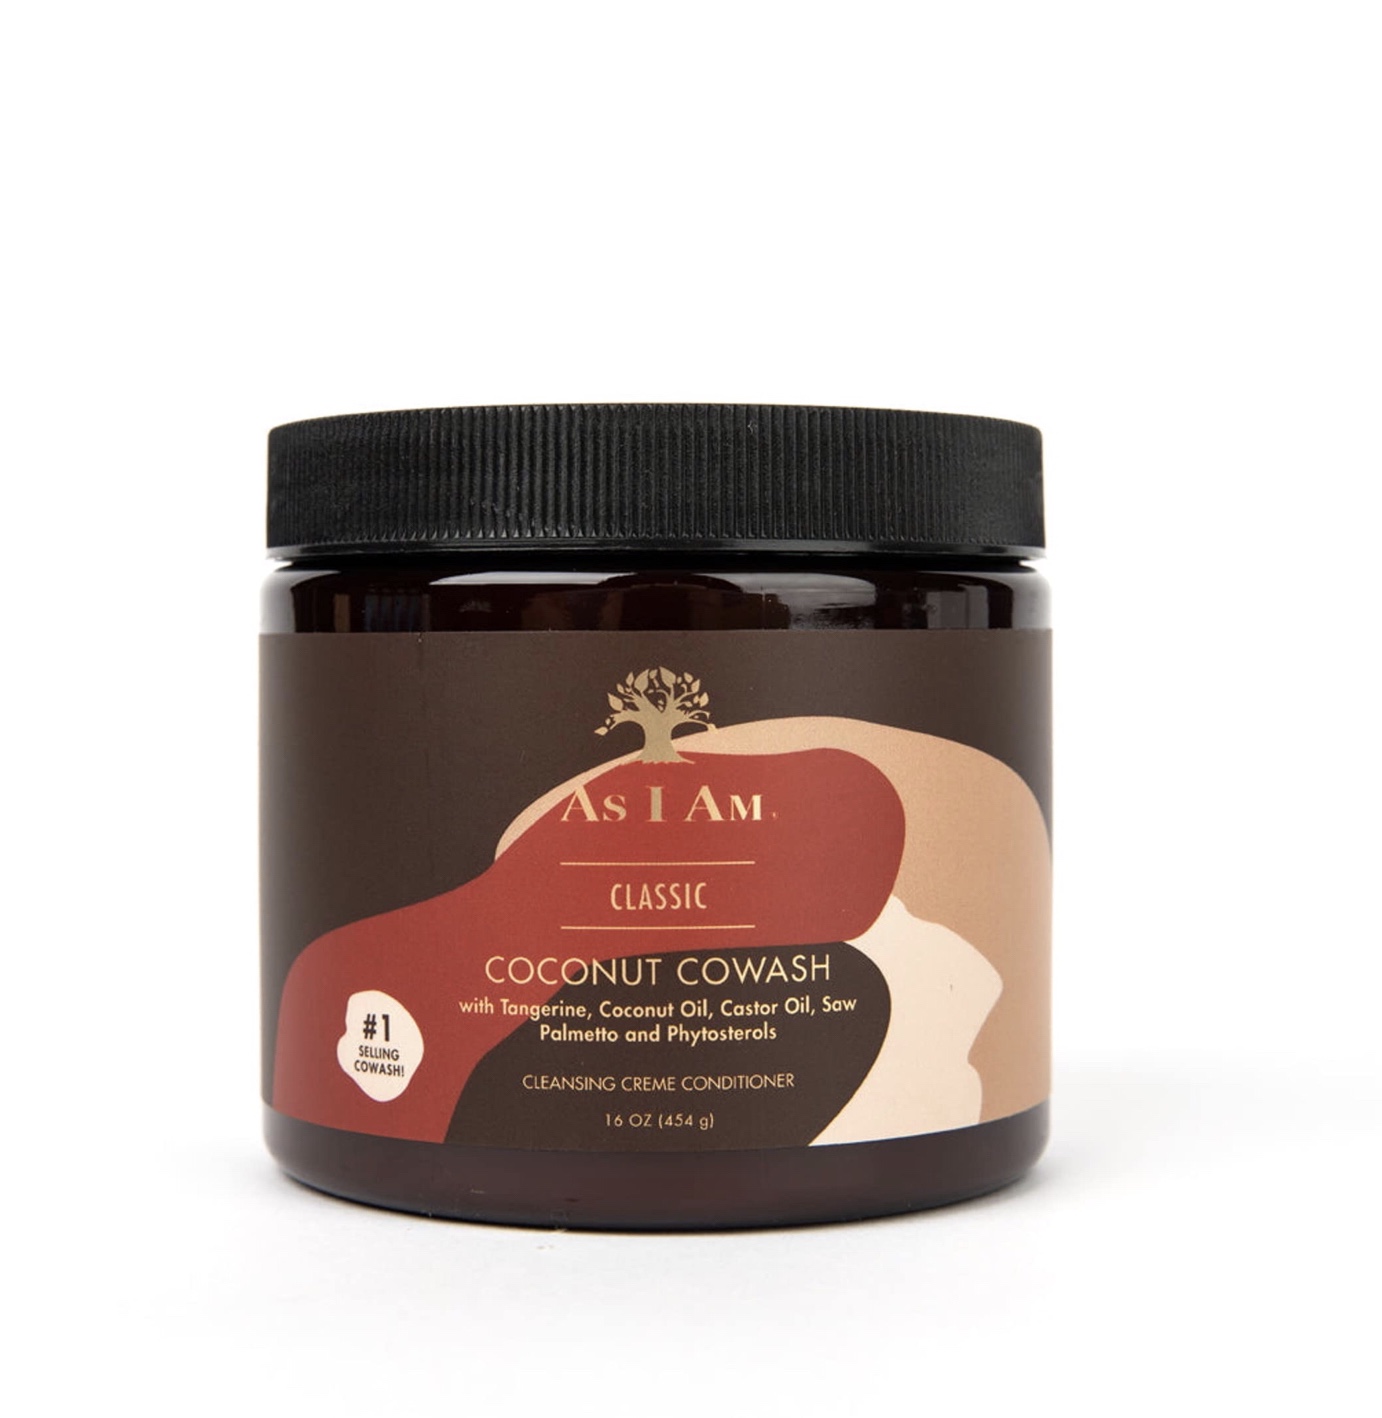 As I Am
CLASSIC
COCONUT COWASH
with Tangerine, Coconut Oil, Castor Oil, Saw
Palmetto and Phytosterols
CLEANSING CREME CONDITIONER
16 OZ (454 g)
#1
SELLING
COWASH!